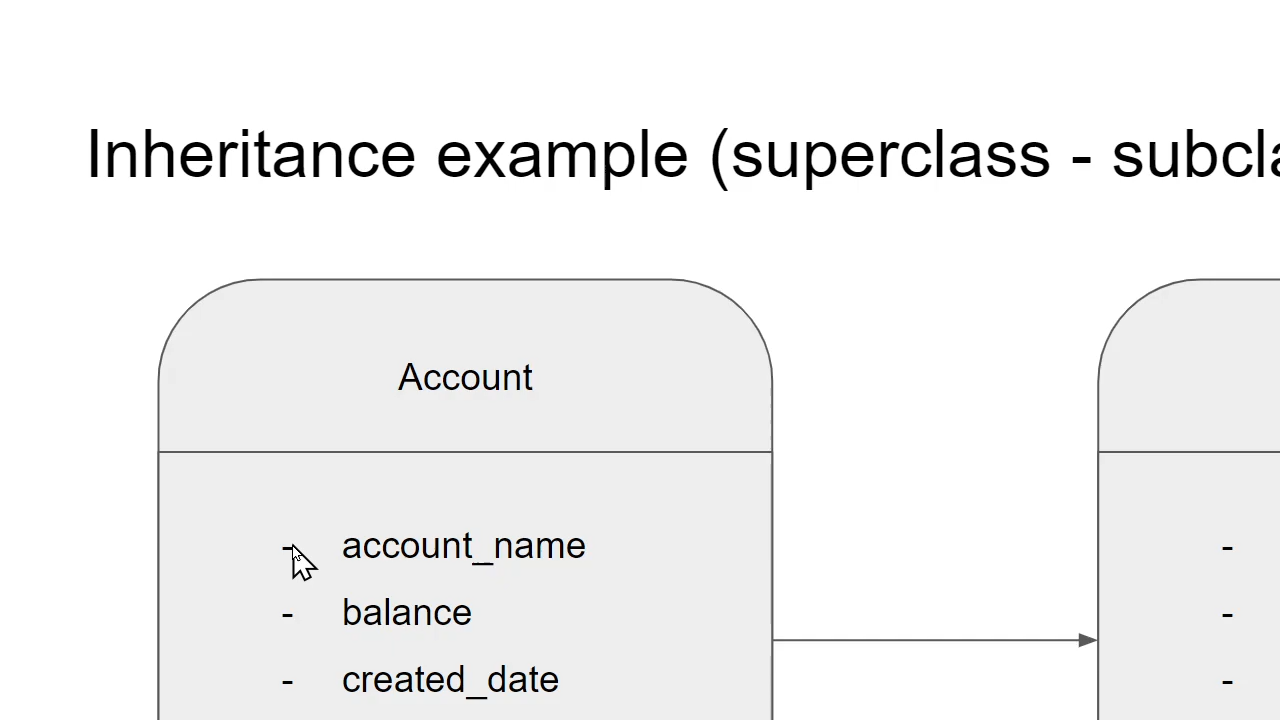 Inheritance example (superclass - subcla
Account
- account_name
- balance
- created_date
-
-
-